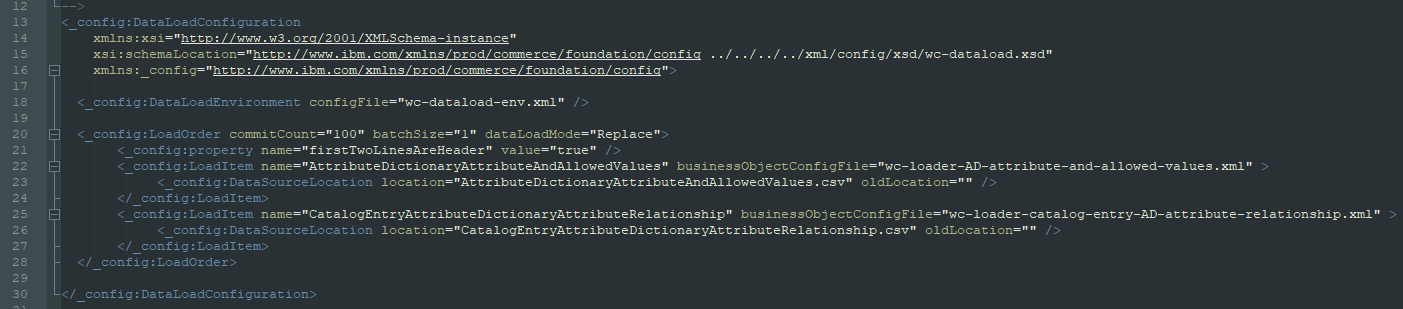 12 -->
13 <_config:DataLoadConfiguration
14 xmlns:xsi="http://www.w3.org/2001/XMLSchema-instance"
15 xsi:schemaLocation="http://www.ibm.com/xmlns/prod/commerce/foundation/config ../../../../xml/config/xsd/wc-dataload.xsd"
16 xmlns:_config="http://www.ibm.com/xmlns/prod/commerce/foundation/config">
17
18 <_config:DataLoadEnvironment configFile="wc-dataload-env.xml" />
19
20 <_config:LoadOrder commitCount="100" batchSize="1" dataLoadMode="Replace">
21 <_config:property name="firstTwoLinesAreHeader" value="true" />
22 <_config:LoadItem name="AttributeDictionaryAttributeAndAllowedValues" businessObjectConfigFile="wc-loader-AD-attribute-and-allowed-values.xml" >
23 <_config:DataSourceLocation location="AttributeDictionaryAttributeAndAllowedValues.csv" oldLocation="" />
24 </_config:LoadItem>
25 <_config:LoadItem name="CatalogEntryAttributeDictionaryAttributeRelationship" businessObjectConfigFile="wc-loader-catalog-entry-AD-attribute-relationship.xml" >
26 <_config:DataSourceLocation location="CatalogEntryAttributeDictionaryAttributeRelationship.csv" oldLocation="" />
27 </_config:LoadItem>
28 </_config:LoadOrder>
29
30 </_config:DataLoadConfiguration>